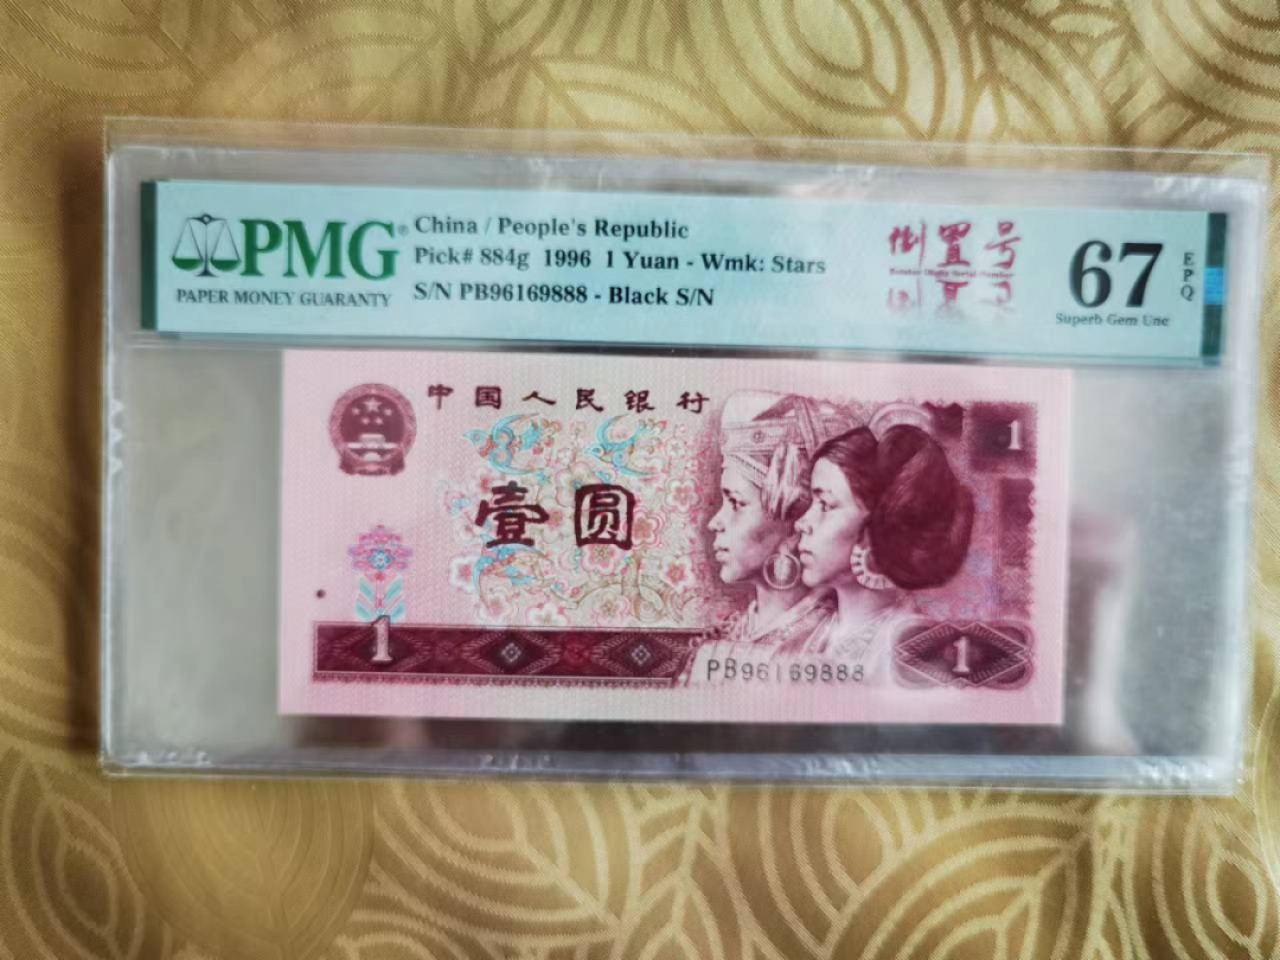 PMG®
PAPER MONEY GUARANTY
China / People's Republic
Pick# 884g 1996 1 Yuan - Wmk: Stars
S/N PB96169888 - Black S/N
倒置号
67
EPQ
Superb Gem Unc
中国人民银行
1
壹圆
1
PB96169888
1